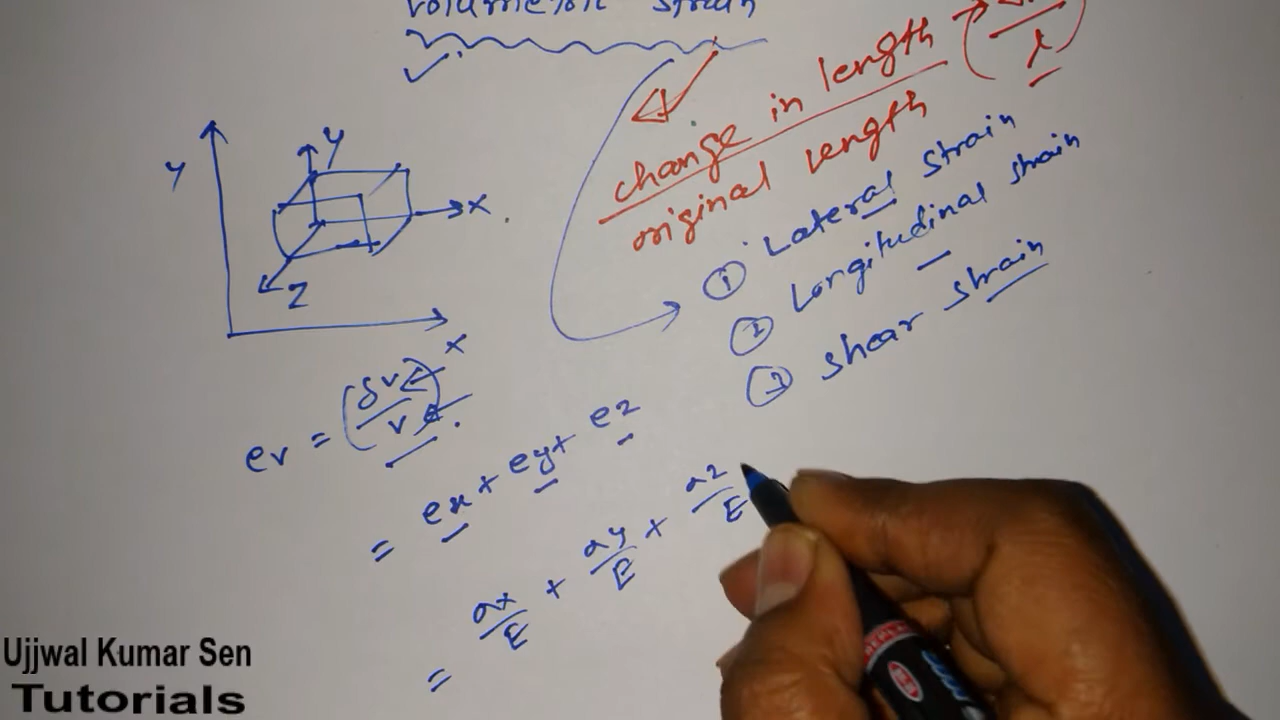 volumetric strain
change in length
original length
l
① Lateral strain
② Longitudinal strain
③ shear strain
y
y
x
z
x
ev = (δv/v)
= ex + ey + ez
= σx/E + σy/E + σz/E
=
Ujjwal Kumar Sen
Tutorials